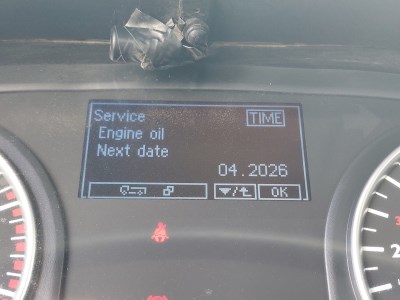 Service TIME
Engine oil
Next date
04.2026
OK